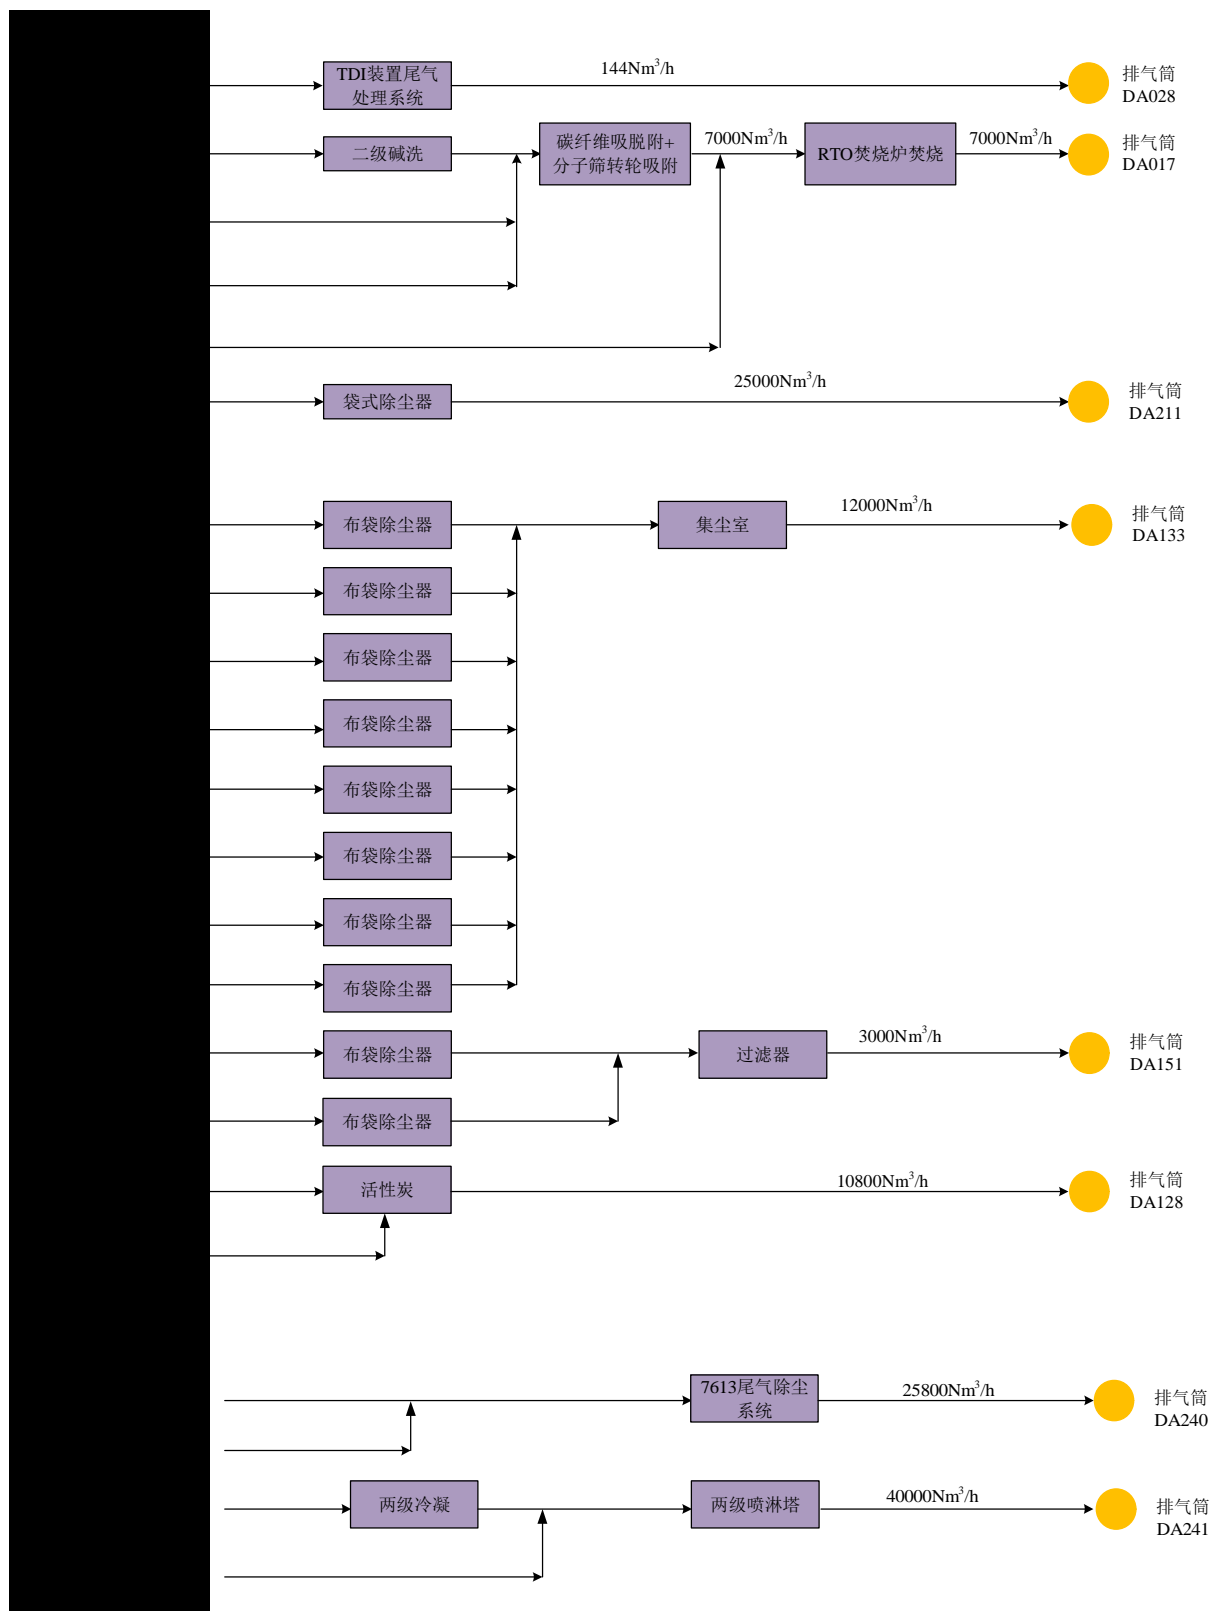 TDI装置尾气
处理系统
144Nm³/h
排气筒
DA028
二级碱洗
碳纤维吸脱附+
分子筛转轮吸附
7000Nm³/h
RTO焚烧炉焚烧
7000Nm³/h
排气筒
DA017
袋式除尘器
25000Nm³/h
排气筒
DA211
布袋除尘器
集尘室
12000Nm³/h
排气筒
DA133
布袋除尘器
布袋除尘器
布袋除尘器
布袋除尘器
布袋除尘器
布袋除尘器
布袋除尘器
布袋除尘器
过滤器
3000Nm³/h
排气筒
DA151
布袋除尘器
活性炭
10800Nm³/h
排气筒
DA128
7613尾气除尘
系统
25800Nm³/h
排气筒
DA240
两级冷凝
两级喷淋塔
40000Nm³/h
排气筒
DA241